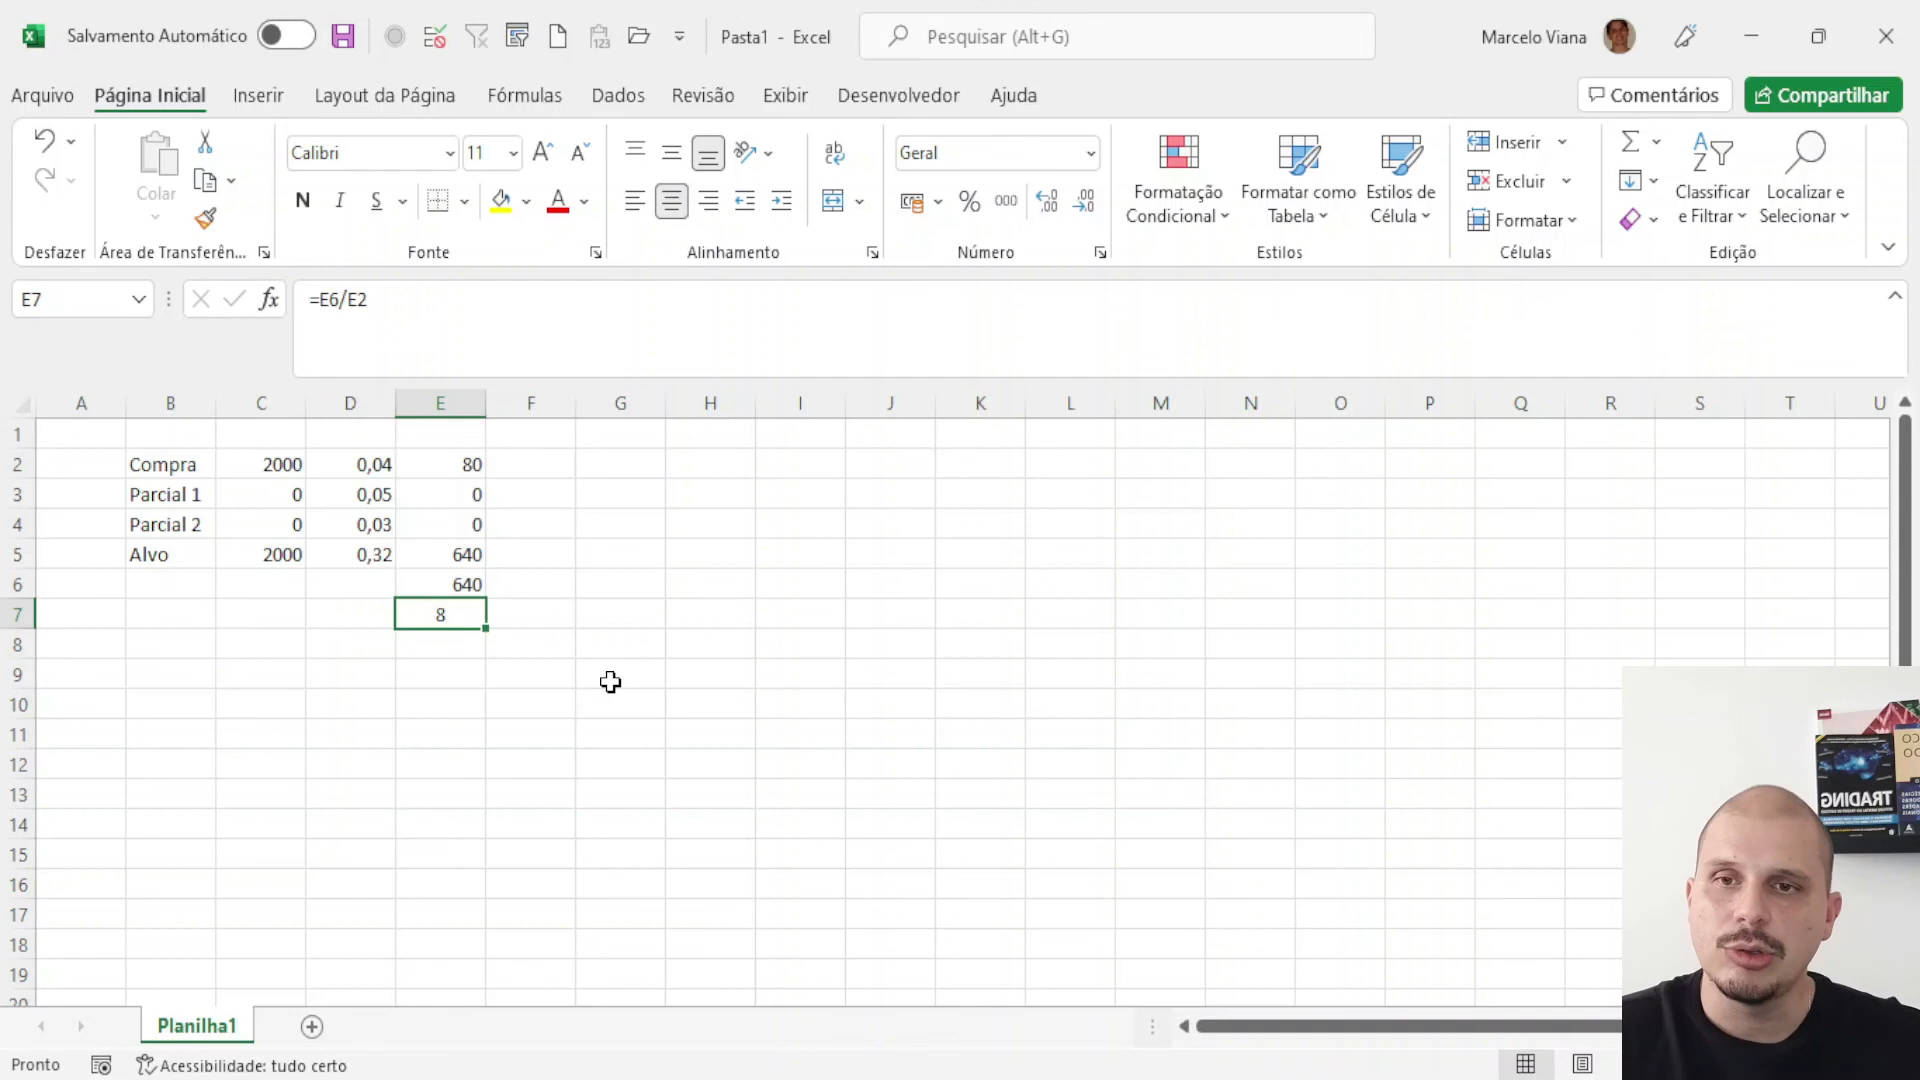 Salvamento Automático
Pasta1 - Excel
Pesquisar (Alt+G)
Marcelo Viana
Arquivo
Página Inicial
Inserir
Layout da Página
Fórmulas
Dados
Revisão
Exibir
Desenvolvedor
Ajuda
Comentários
Compartilhar
Colar
Calibri
11
N
I
S
A
ab
Geral
%
000
Formatação Condicional
Formatar como Tabela
Estilos de Célula
Inserir
Excluir
Formatar
Classificar e Filtrar
Localizar e Selecionar
Desfazer
Área de Transferên...
Fonte
Alinhamento
Número
Estilos
Células
Edição
E7
fx
=E6/E2
A B C D E F G H I J K L M N O P Q R S T U
1
2 Compra 2000 0,04 80
3 Parcial 1 0 0,05 0
4 Parcial 2 0 0,03 0
5 Alvo 2000 0,32 640
6 640
7 8
8
9
10
11
12
13
14
15
16
17
18
19
20
TRADING
Planilha1
Pronto
Acessibilidade: tudo certo